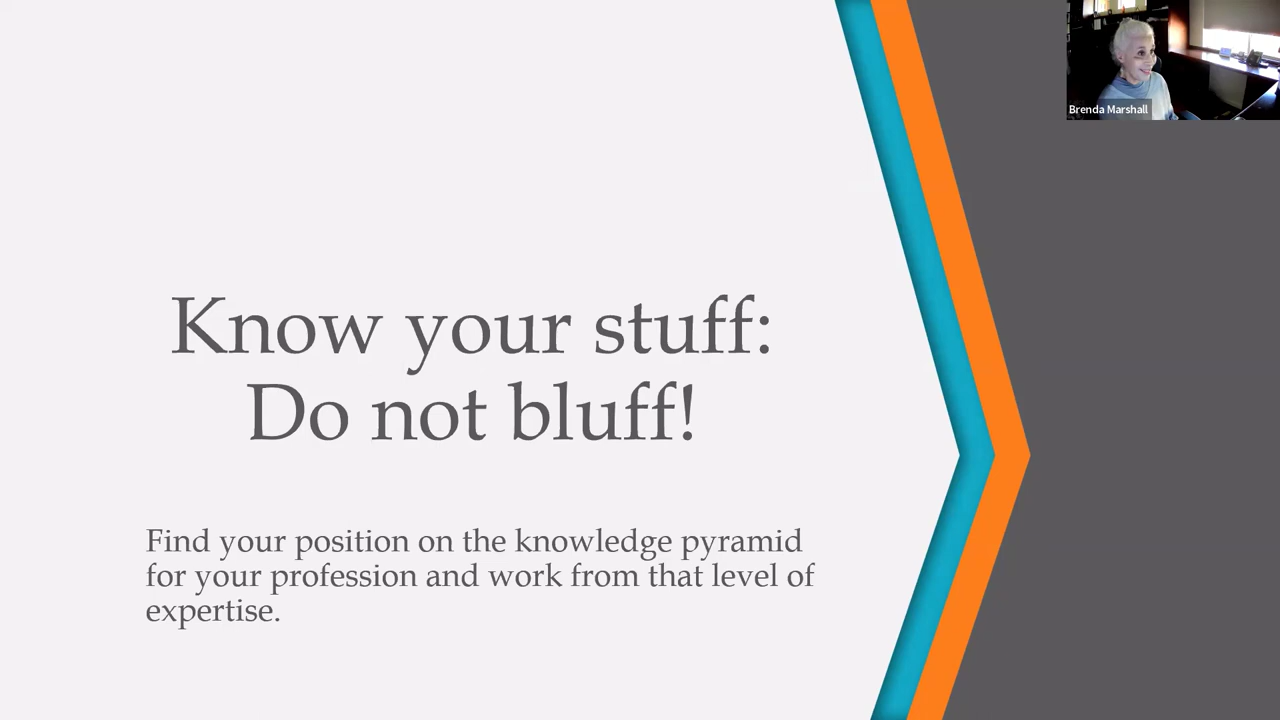 Brenda Marshall
Know your stuff:
Do not bluff!
Find your position on the knowledge pyramid
for your profession and work from that level of
expertise.